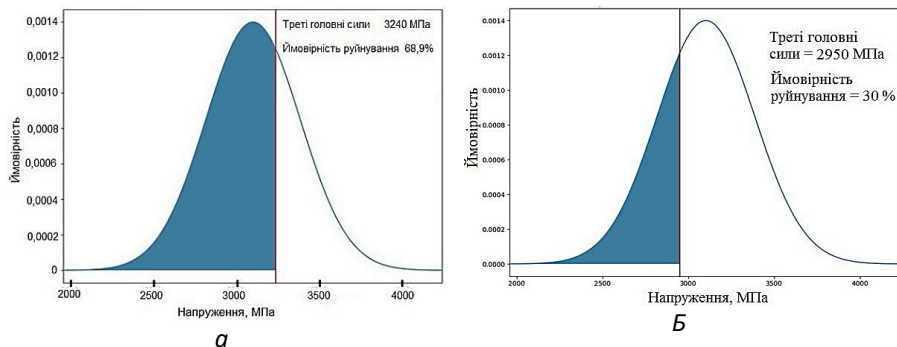 0,0014
0,0012
0,0010
0,0008
0,0006
0,0004
0,0002
0
Ймовірність
Треті головні сили 3240 МПа
Ймовірність руйнування 68,9%
2000 2500 3000 3500 4000
Напруження, МПа
а
0.0014
0.0012
0.0010
0.0008
0.0006
0.0004
0.0002
0.0000
Ймовірність
Треті головні
сили = 2950 МПа
Ймовірність
руйнування = 30 %
2000 2500 3000 3500 4000
Напруження, МПа
Б